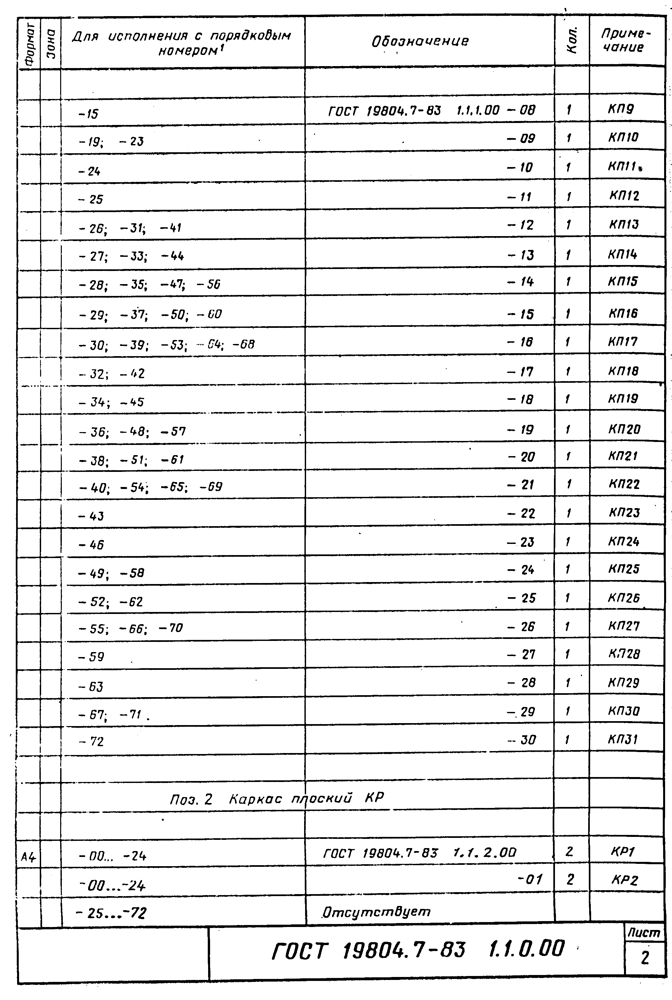 Формат Зона Для исполнения с порядковым номером¹ Обозначение Кол. Приме-чание
-15 ГОСТ 19804.7-83 1.1.1.00 -08 1 КП9
-19; -23 -09 1 КП10
-24 -10 1 КП11
-25 -11 1 КП12
-26; -31; -41 -12 1 КП13
-27; -33; -44 -13 1 КП14
-28; -35; -47; -56 -14 1 КП15
-29; -37; -50; -60 -15 1 КП16
-30; -39; -53; -64; -68 -16 1 КП17
-32; -42 -17 1 КП18
-34; -45 -18 1 КП19
-36; -48; -57 -19 1 КП20
-38; -51; -61 -20 1 КП21
-40; -54; -65; -69 -21 1 КП22
-43 -22 1 КП23
-46 -23 1 КП24
-49; -58 -24 1 КП25
-52; -62 -25 1 КП26
-55; -66; -70 -26 1 КП27
-59 -27 1 КП28
-63 -28 1 КП29
-67; -71 -29 1 КП30
-72 -30 1 КП31
Поз. 2 Каркас плоский КР
А4 -00... -24 ГОСТ 19804.7-83 1.1.2.00 2 КР1
-00...-24 -01 2 КР2
-25...-72 Отсутствует
ГОСТ 19804.7-83 1.1.0.00
Лист
2